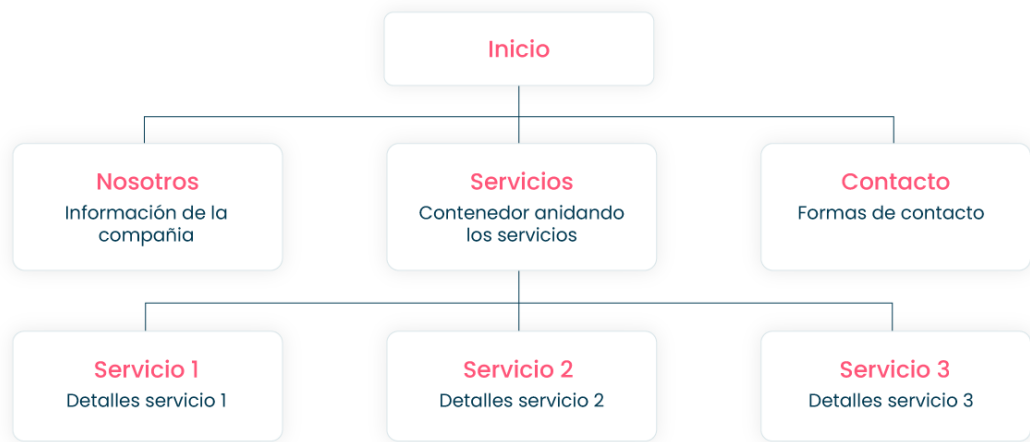 Inicio
Nosotros
Información de la
compañia
Servicios
Contenedor anidando
los servicios
Contacto
Formas de contacto
Servicio 1
Detalles servicio 1
Servicio 2
Detalles servicio 2
Servicio 3
Detalles servicio 3